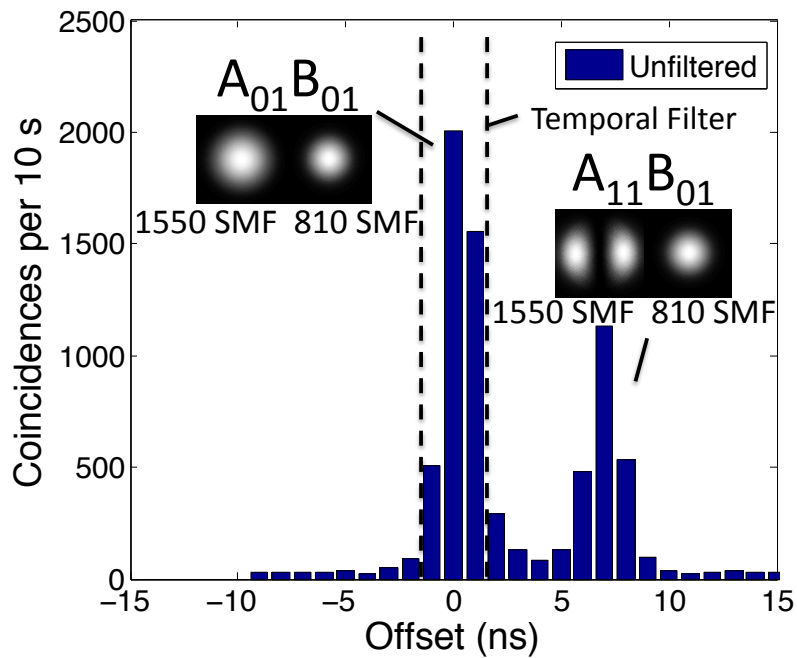 2500
2000
1500
1000
500
0
Coincidences per 10 s
Unfiltered
A01B01
Temporal Filter
1550 SMF 810 SMF
A11B01
1550 SMF 810 SMF
−15 −10 −5 0 5 10 15
Offset (ns)